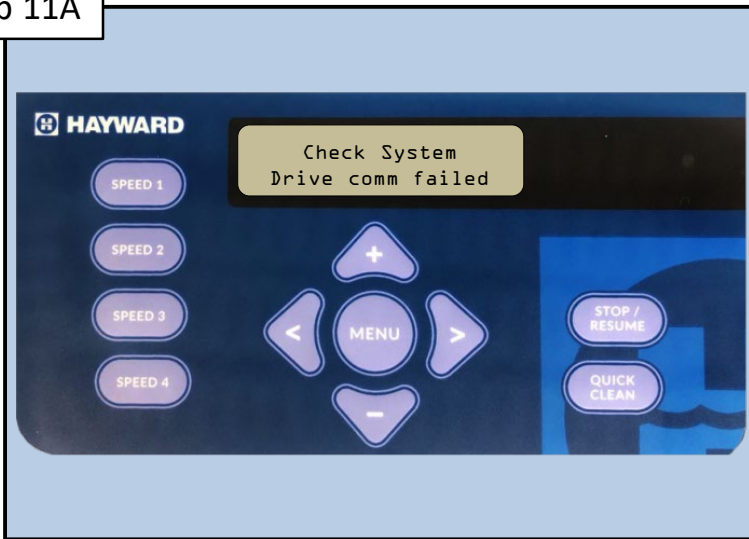 11A
HAYWARD
Check System
Drive comm failed
SPEED 1
SPEED 2
SPEED 3
SPEED 4
+
<
MENU
>
−
STOP /
RESUME
QUICK
CLEAN